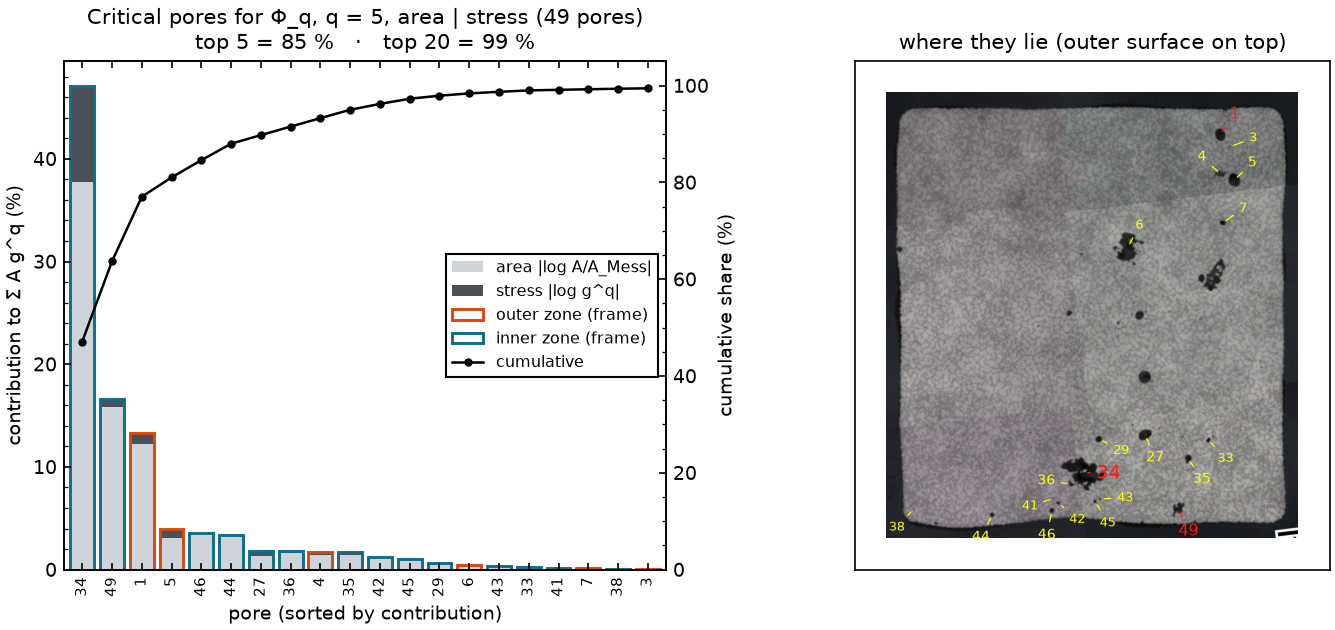 Critical pores for Φ_q, q = 5, area | stress (49 pores)
top 5 = 85 %   ·   top 20 = 99 %
contribution to Σ A g^q (%)
0
10
20
30
40
area |log A/A_Mess|
stress |log g^q|
outer zone (frame)
inner zone (frame)
cumulative
0
20
40
60
80
100
cumulative share (%)
34 49 1 5 46 44 27 36 4 35 42 45 29 6 43 33 41 7 38 3
pore (sorted by contribution)
where they lie (outer surface on top)
1
3
4 5
7
6
29 27 33
34
36 35
41 42 43
45
38 44 46 49